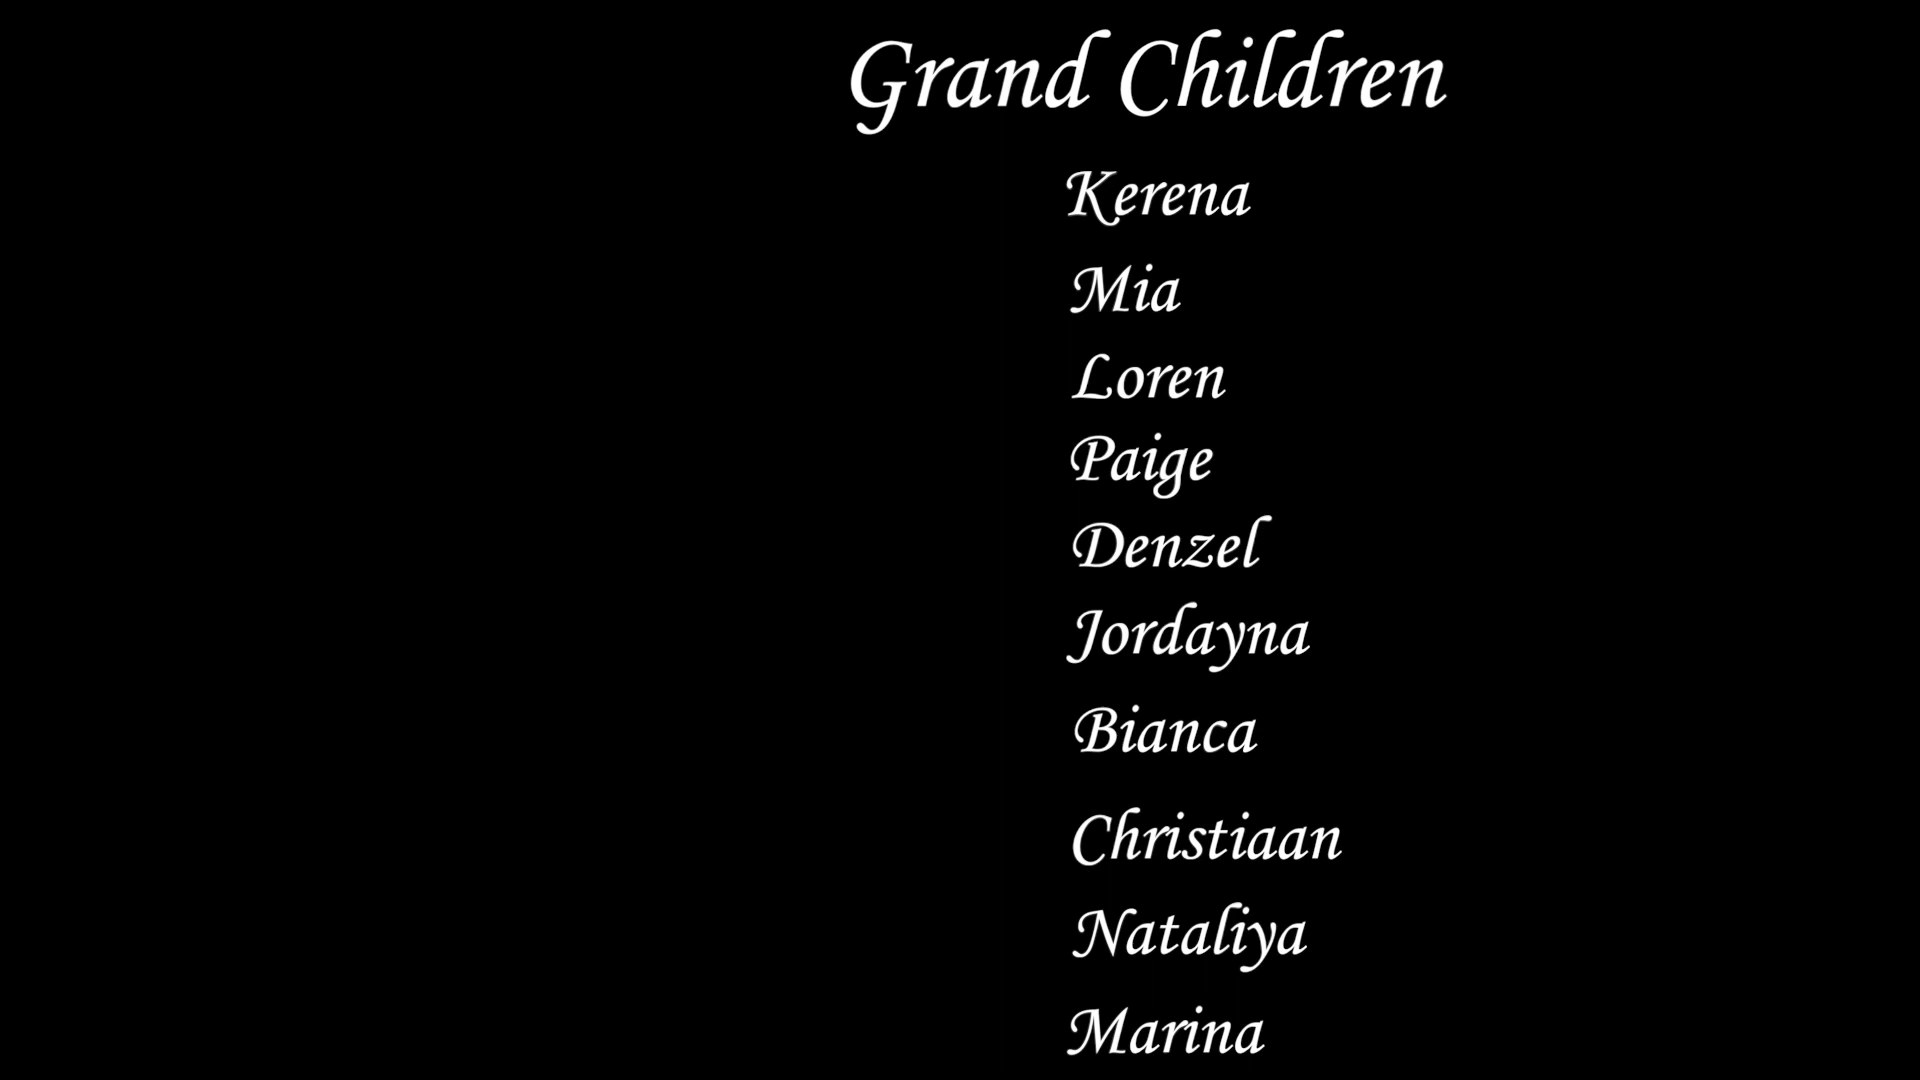 Grand Children
Kerena
Mia
Loren
Paige
Denzel
Jordayna
Bianca
Christiaan
Nataliya
Marina